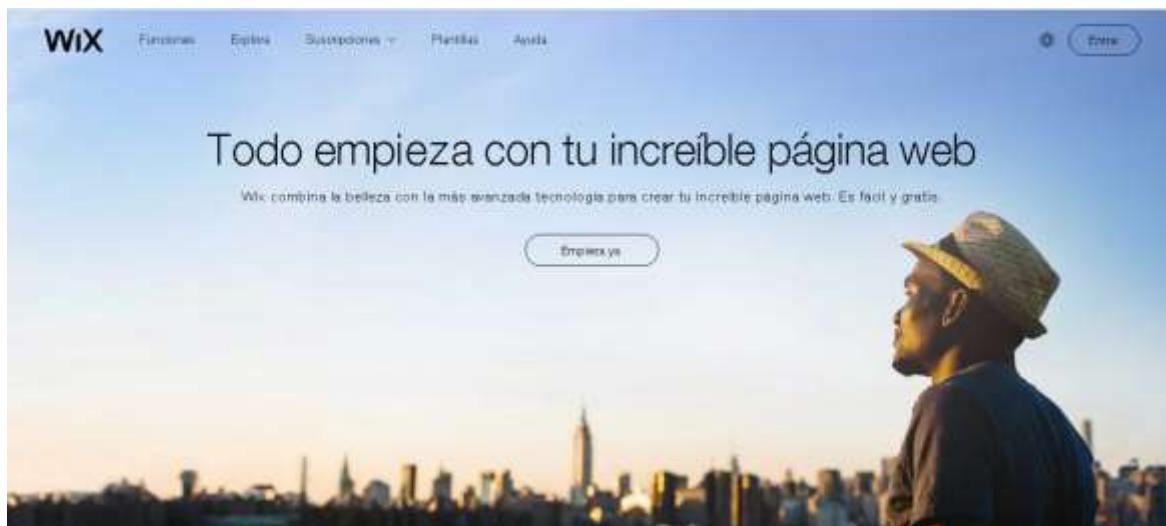 WiX
Funciones Explora Suscripciones Plantillas Ayuda
Entrar
Todo empieza con tu increíble página web
Wix combina la belleza con la más avanzada tecnología para crear tu increíble página web. Es fácil y gratis.
Empieza ya